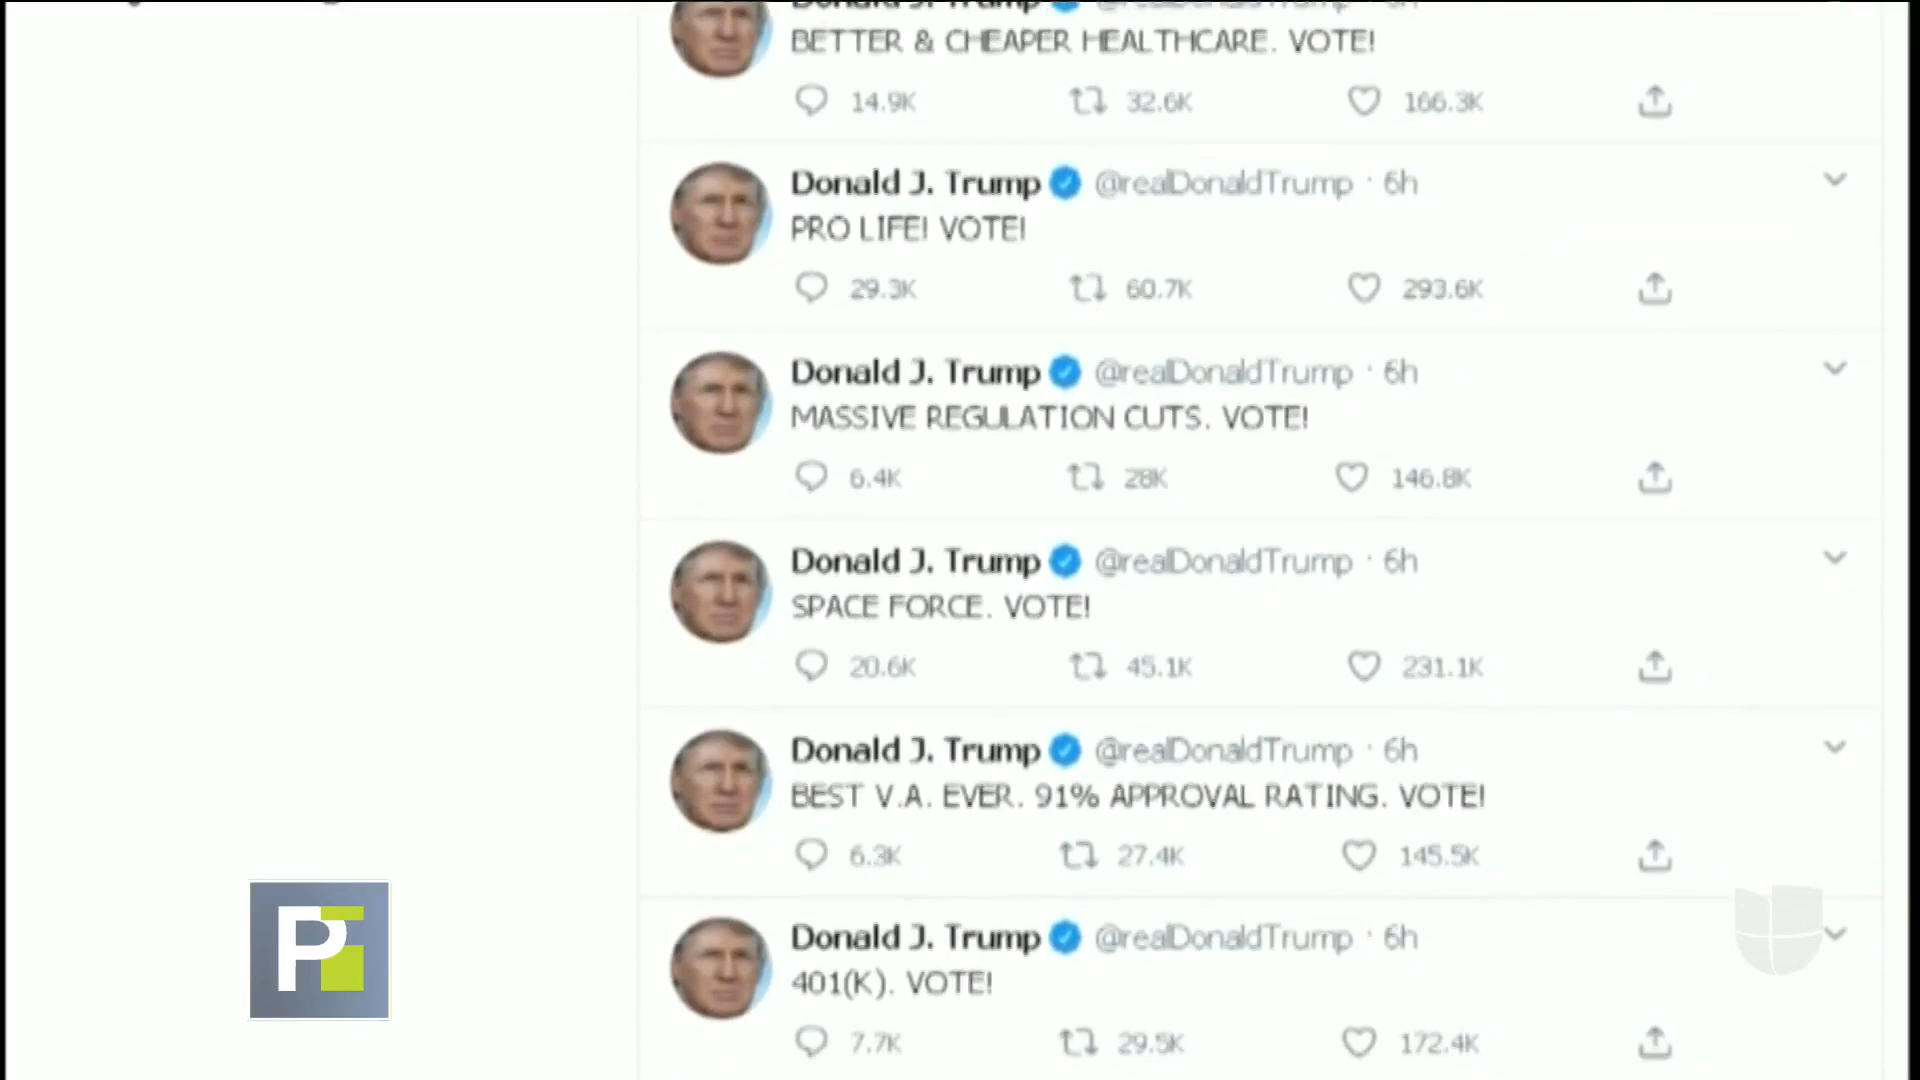 Donald J. Trump @realDonaldTrump · 6h
BETTER & CHEAPER HEALTHCARE. VOTE!
14.9K 32.6K 166.3K
Donald J. Trump @realDonaldTrump · 6h
PRO LIFE! VOTE!
29.3K 60.7K 293.6K
Donald J. Trump @realDonaldTrump · 6h
MASSIVE REGULATION CUTS. VOTE!
6.4K 28K 146.8K
Donald J. Trump @realDonaldTrump · 6h
SPACE FORCE. VOTE!
20.6K 45.1K 231.1K
Donald J. Trump @realDonaldTrump · 6h
BEST V.A. EVER. 91% APPROVAL RATING. VOTE!
6.3K 27.4K 145.5K
Donald J. Trump @realDonaldTrump · 6h
401(K). VOTE!
7.7K 29.5K 172.4K
P